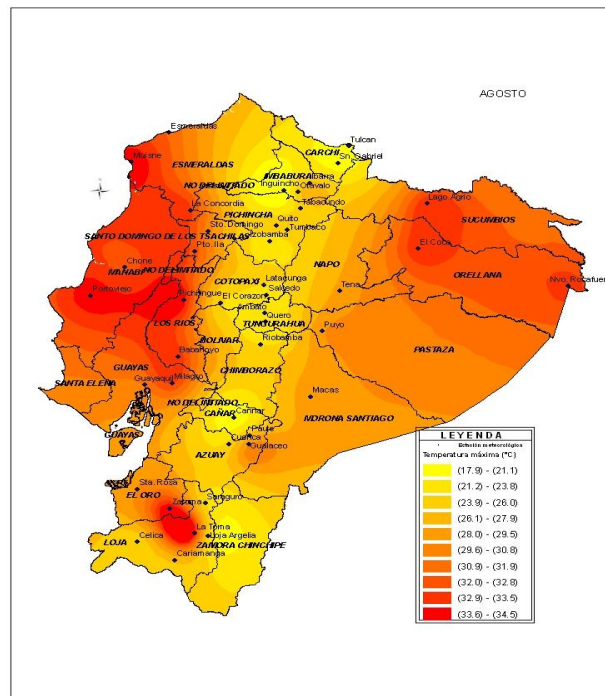 AGOSTO
Esmeraldas
Tulcan
CARCHI
Sn. Gabriel
Muisne
ESMERALDAS
IMBABURA
Ibarra
NO DELIMITADO
Inguincho
Otavalo
La Concordia
Tabacundo
Lago Agrio
PICHINCHA
SUCUMBIOS
Sto. Domingo
Quito
Tumbaco
SANTO DOMINGO DE LOS TSACHILAS
Izobamba
El Coca
Pto. Ila
NAPO
Chone
MANABI
NO DELIMITADO
ORELLANA
COTOPAXI
Latacunga
Nvo. Rocafuer
Portoviejo
Pichilingue
Salcedo
Tena
El Corazon
Ambato
LOS RIOS
Quero
TUNGURAHUA
Puyo
BOLIVAR
Riobamba
PASTAZA
Babahoyo
GUAYAS
CHIMBORAZO
SANTA ELENA
Guayaquil
Milagro
Macas
NO DELIMITADO
MORONA SANTIAGO
CAÑAR
Cañar
GUAYAS
Paute
Cuenca
Gualaceo
AZUAY
Sta. Rosa
EL ORO
Zaruma
Saraguro
La Toma
LOJA
Celica
Loja Argelia
ZAMORA CHINCHIPE
Cariamanga
LEYENDA
Estación meteorológica
Temperatura máxima (°C)
(17.9) - (21.1)
(21.2) - (23.8)
(23.9) - (26.0)
(26.1) - (27.9)
(28.0) - (29.5)
(29.6) - (30.8)
(30.9) - (31.9)
(32.0) - (32.8)
(32.9) - (33.5)
(33.6) - (34.5)